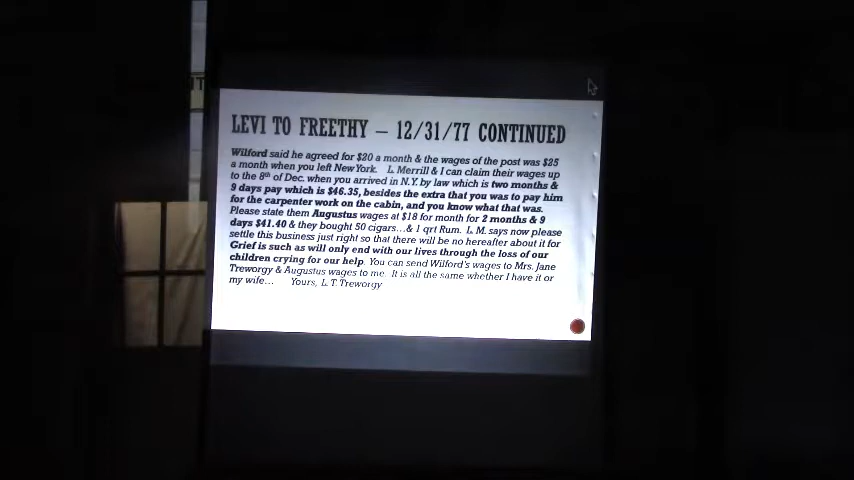 LEVI TO FREETHY – 12/31/77 CONTINUED
Wilford said he agreed for $20 a month & the wages of the post was $25
a month when you left New York. L. Merrill & I can claim their wages up
to the 8th of Dec. when you arrived in N.Y. by law which is two months &
9 days pay which is $46.35, besides the extra that you was to pay him
for the carpenter work on the cabin, and you know what that was.
Please state them Augustus wages at $18 for month for 2 months & 9
days $41.40 & they bought 50 cigars…& 1 qrt Rum. L. M. says now please
settle this business just right so that there will be no hereafter about it for
Grief is such as will only end with our lives through the loss of our
children crying for our help. You can send Wilford's wages to Mrs. Jane
Treworgy & Augustus wages to me. It is all the same whether I have it or
my wife… Yours, L. T. Treworgy